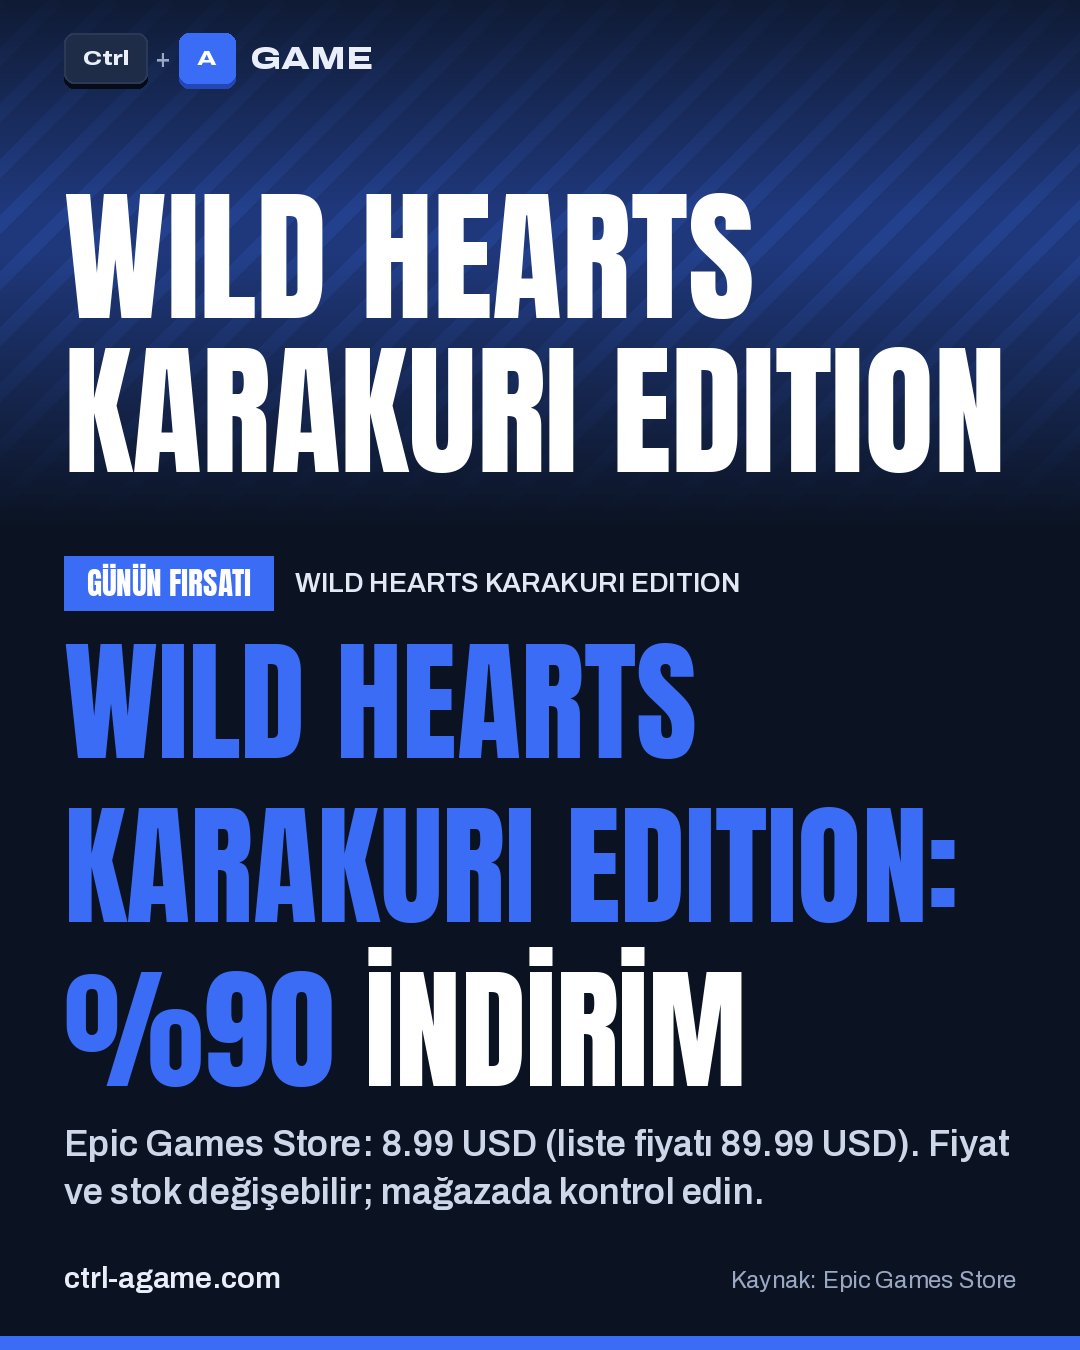 Ctrl + A GAME
WILD HEARTS
KARAKURI EDITION
GÜNÜN FIRSATI WILD HEARTS KARAKURI EDITION
WILD HEARTS
KARAKURI EDITION:
%90 İNDİRİM
Epic Games Store: 8.99 USD (liste fiyatı 89.99 USD). Fiyat
ve stok değişebilir; mağazada kontrol edin.
ctrl-agame.com Kaynak: Epic Games Store